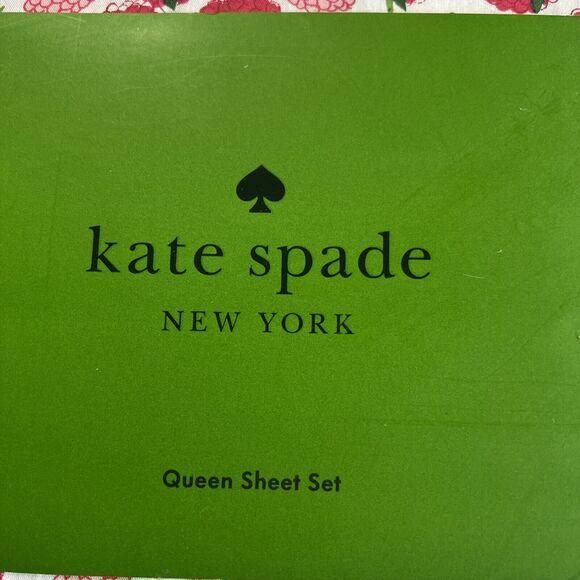 kate spade
NEW YORK
Queen Sheet Set